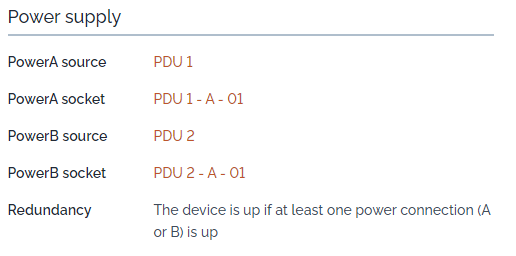 Power supply
PowerA source PDU 1
PowerA socket PDU 1 - A - 01
PowerB source PDU 2
PowerB socket PDU 2 - A - 01
Redundancy The device is up if at least one power connection (A
or B) is up